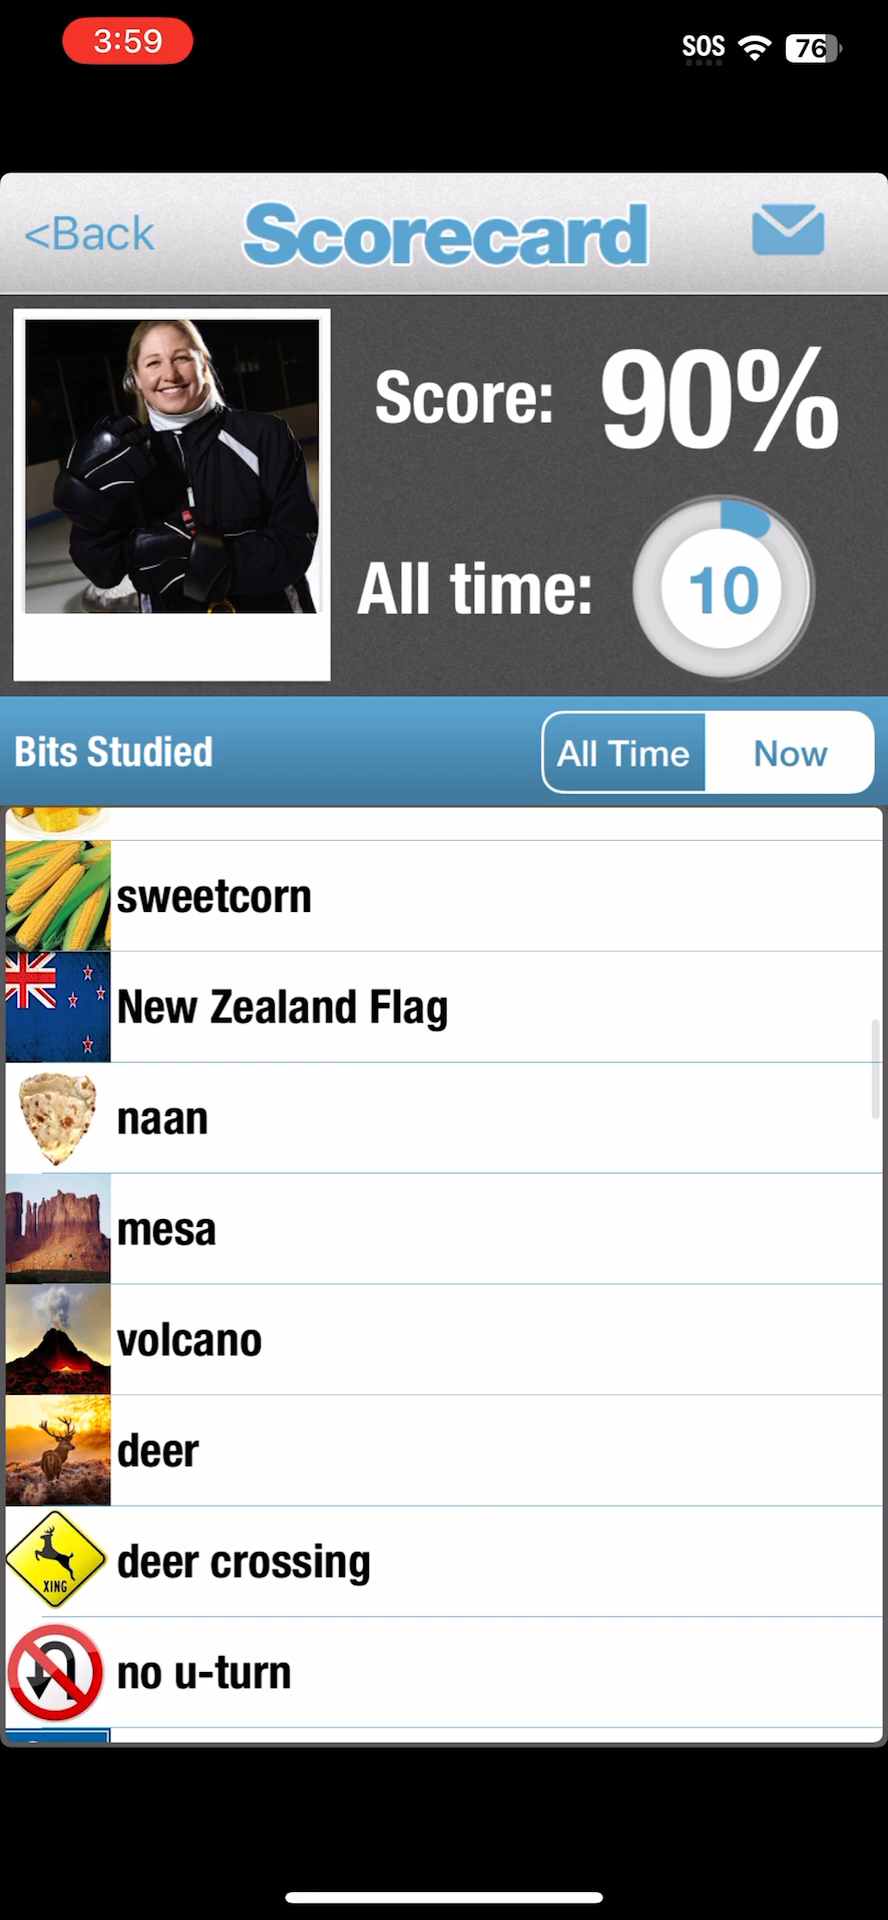 3:59
SOS
76
<Back
Scorecard
Score: 90%
All time: 10
Bits Studied
All Time
Now
sweetcorn
New Zealand Flag
naan
mesa
volcano
deer
XING
deer crossing
no u-turn